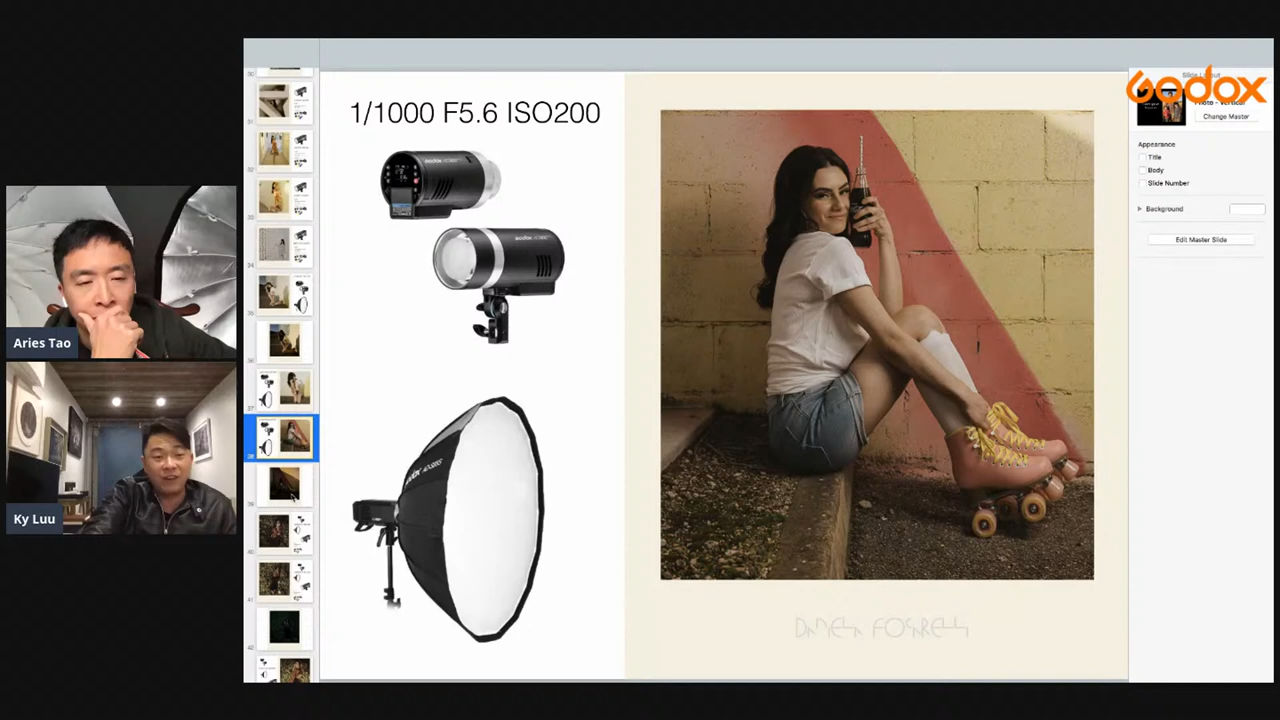 Godox
1/1000 F5.6 ISO200
Change Master
Appearance
Title
Body
Slide Number
Background
Edit Master Slide
Aries Tao
Ky Luu